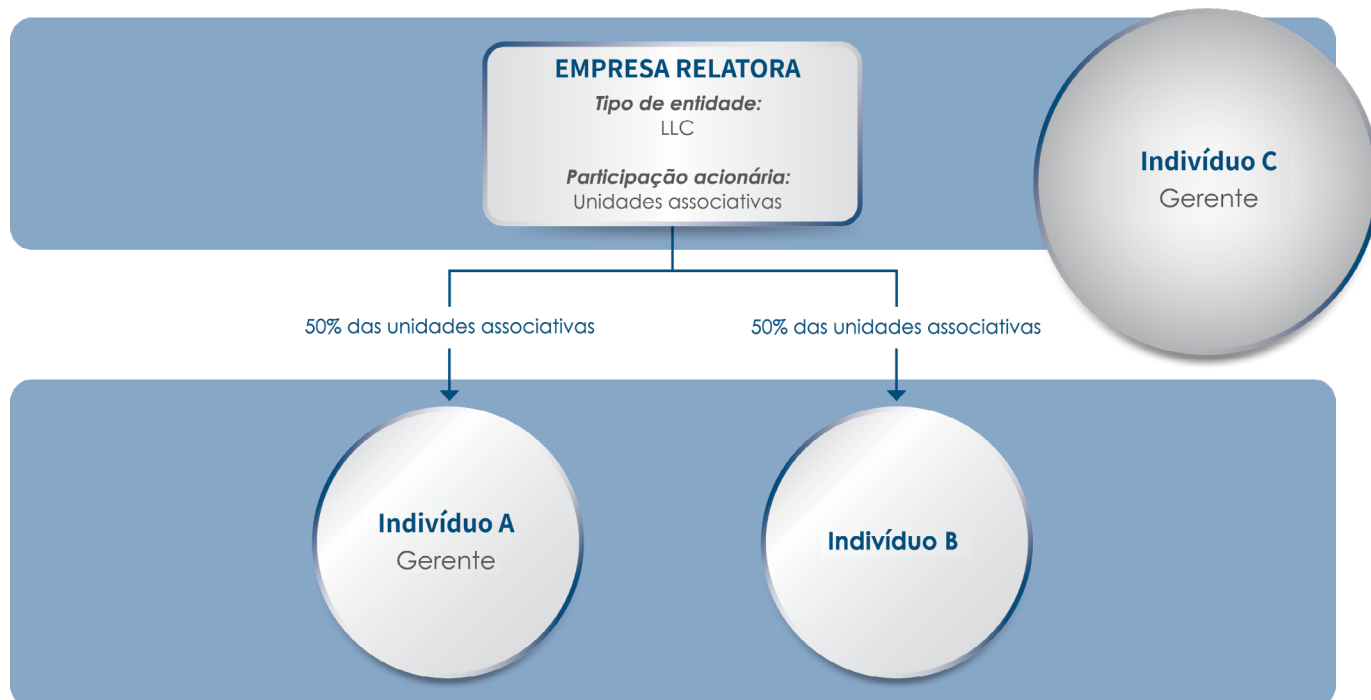 EMPRESA RELATORA
Tipo de entidade:
LLC
Participação acionária:
Unidades associativas
Indivíduo C
Gerente
50% das unidades associativas
50% das unidades associativas
Indivíduo A
Gerente
Indivíduo B